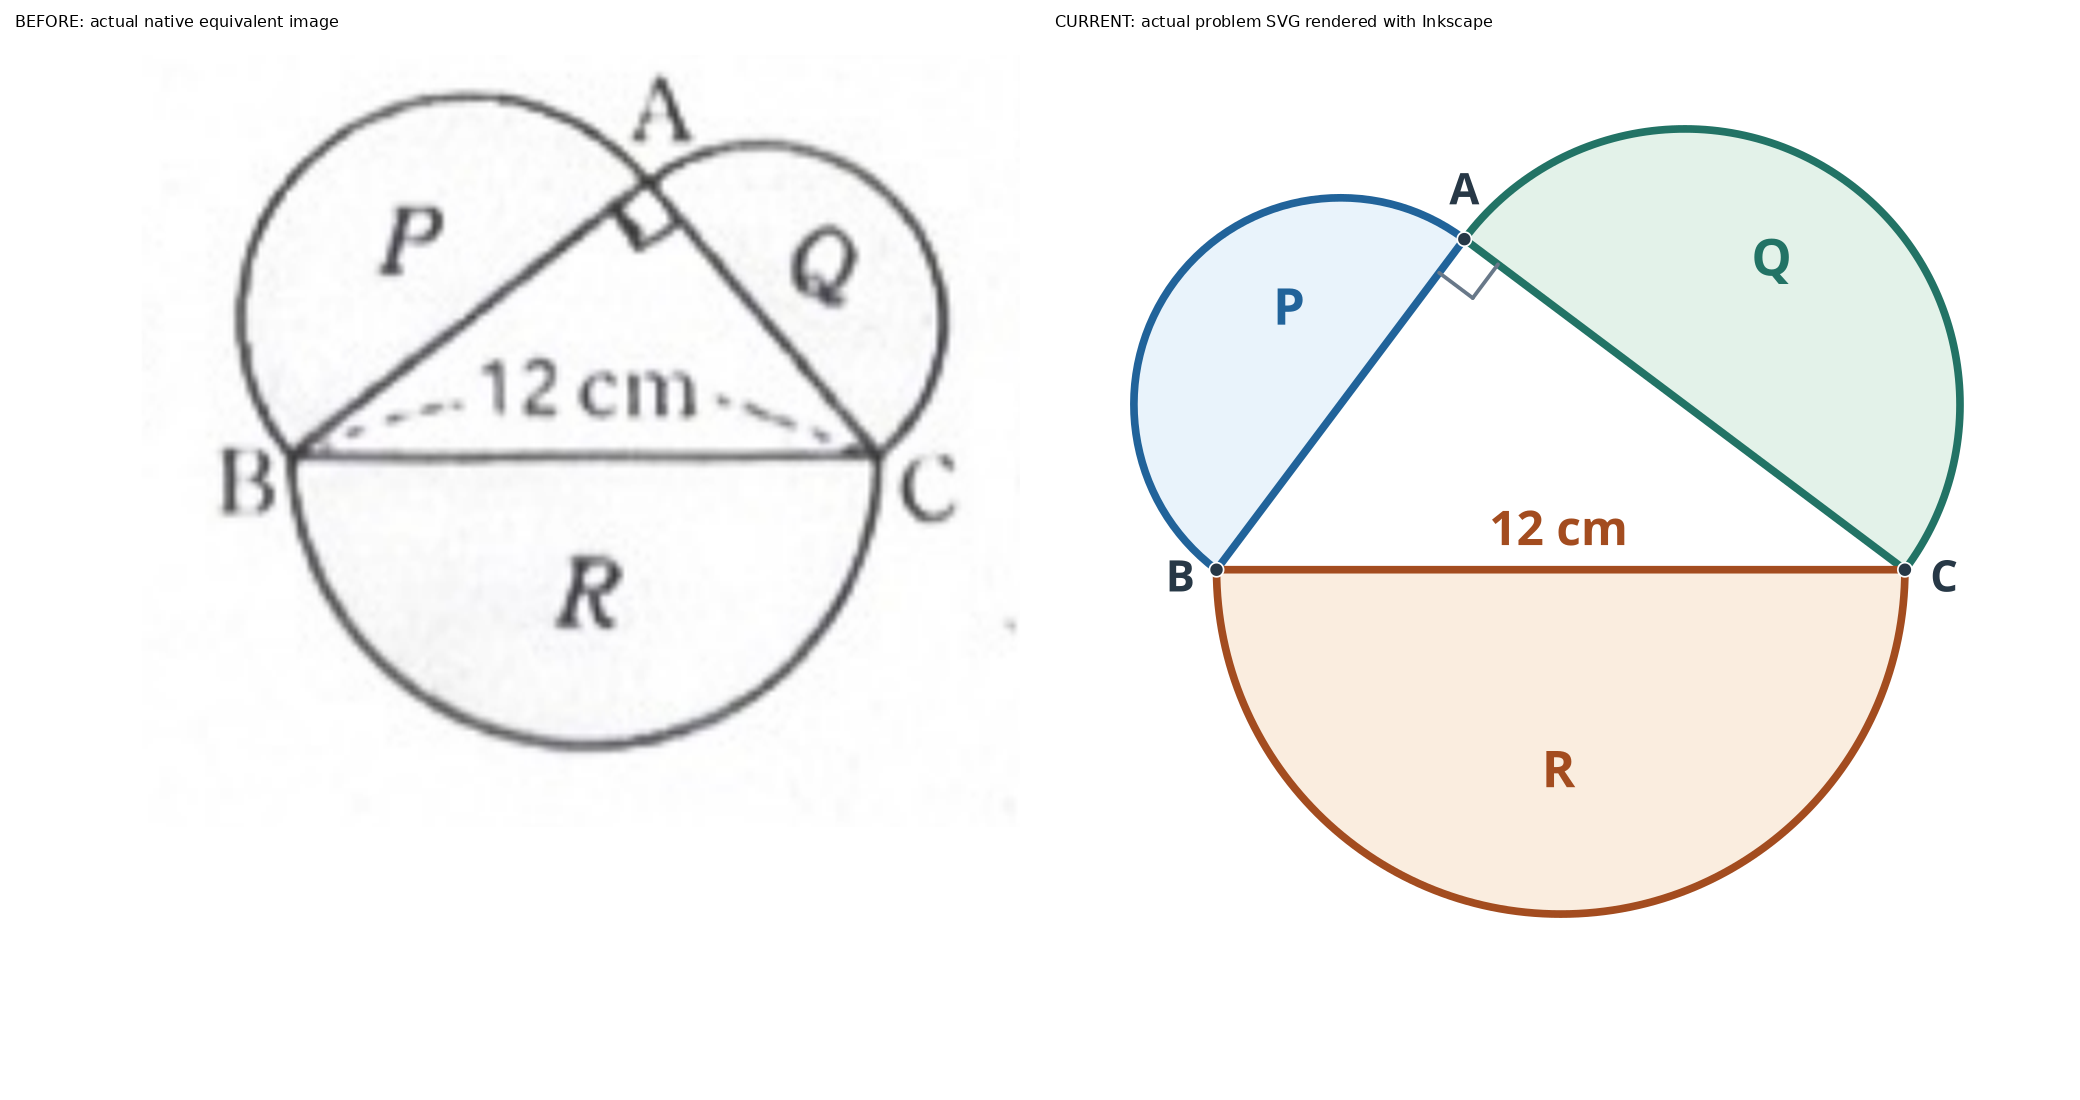 BEFORE: actual native equivalent image
A
P
Q
12 cm
B
C
R
CURRENT: actual problem SVG rendered with Inkscape
A
Q
P
12 cm
B
C
R